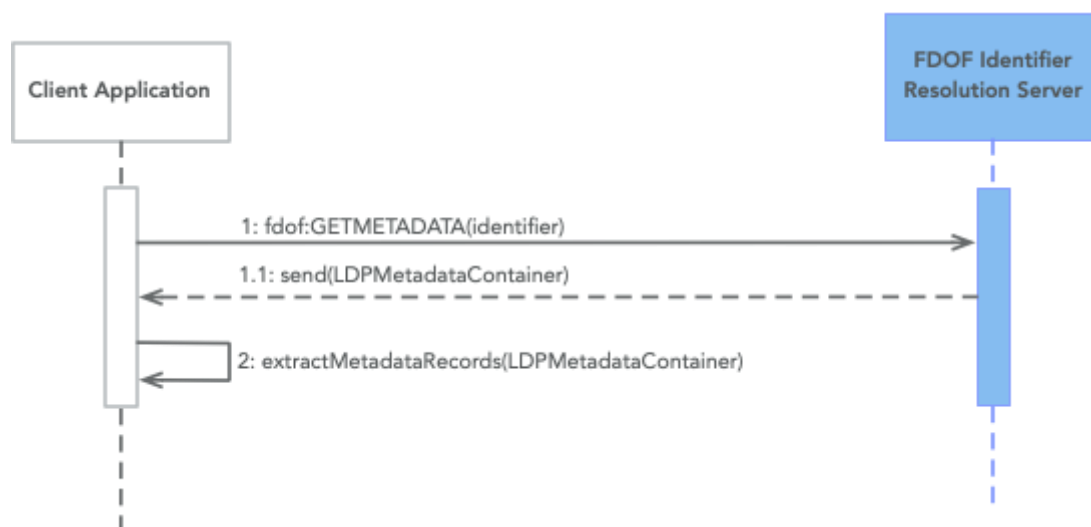 Client Application
FDOF Identifier
Resolution Server
1: fdof:GETMETADATA(identifier)
1.1: send(LDPMetadataContainer)
2: extractMetadataRecords(LDPMetadataContainer)